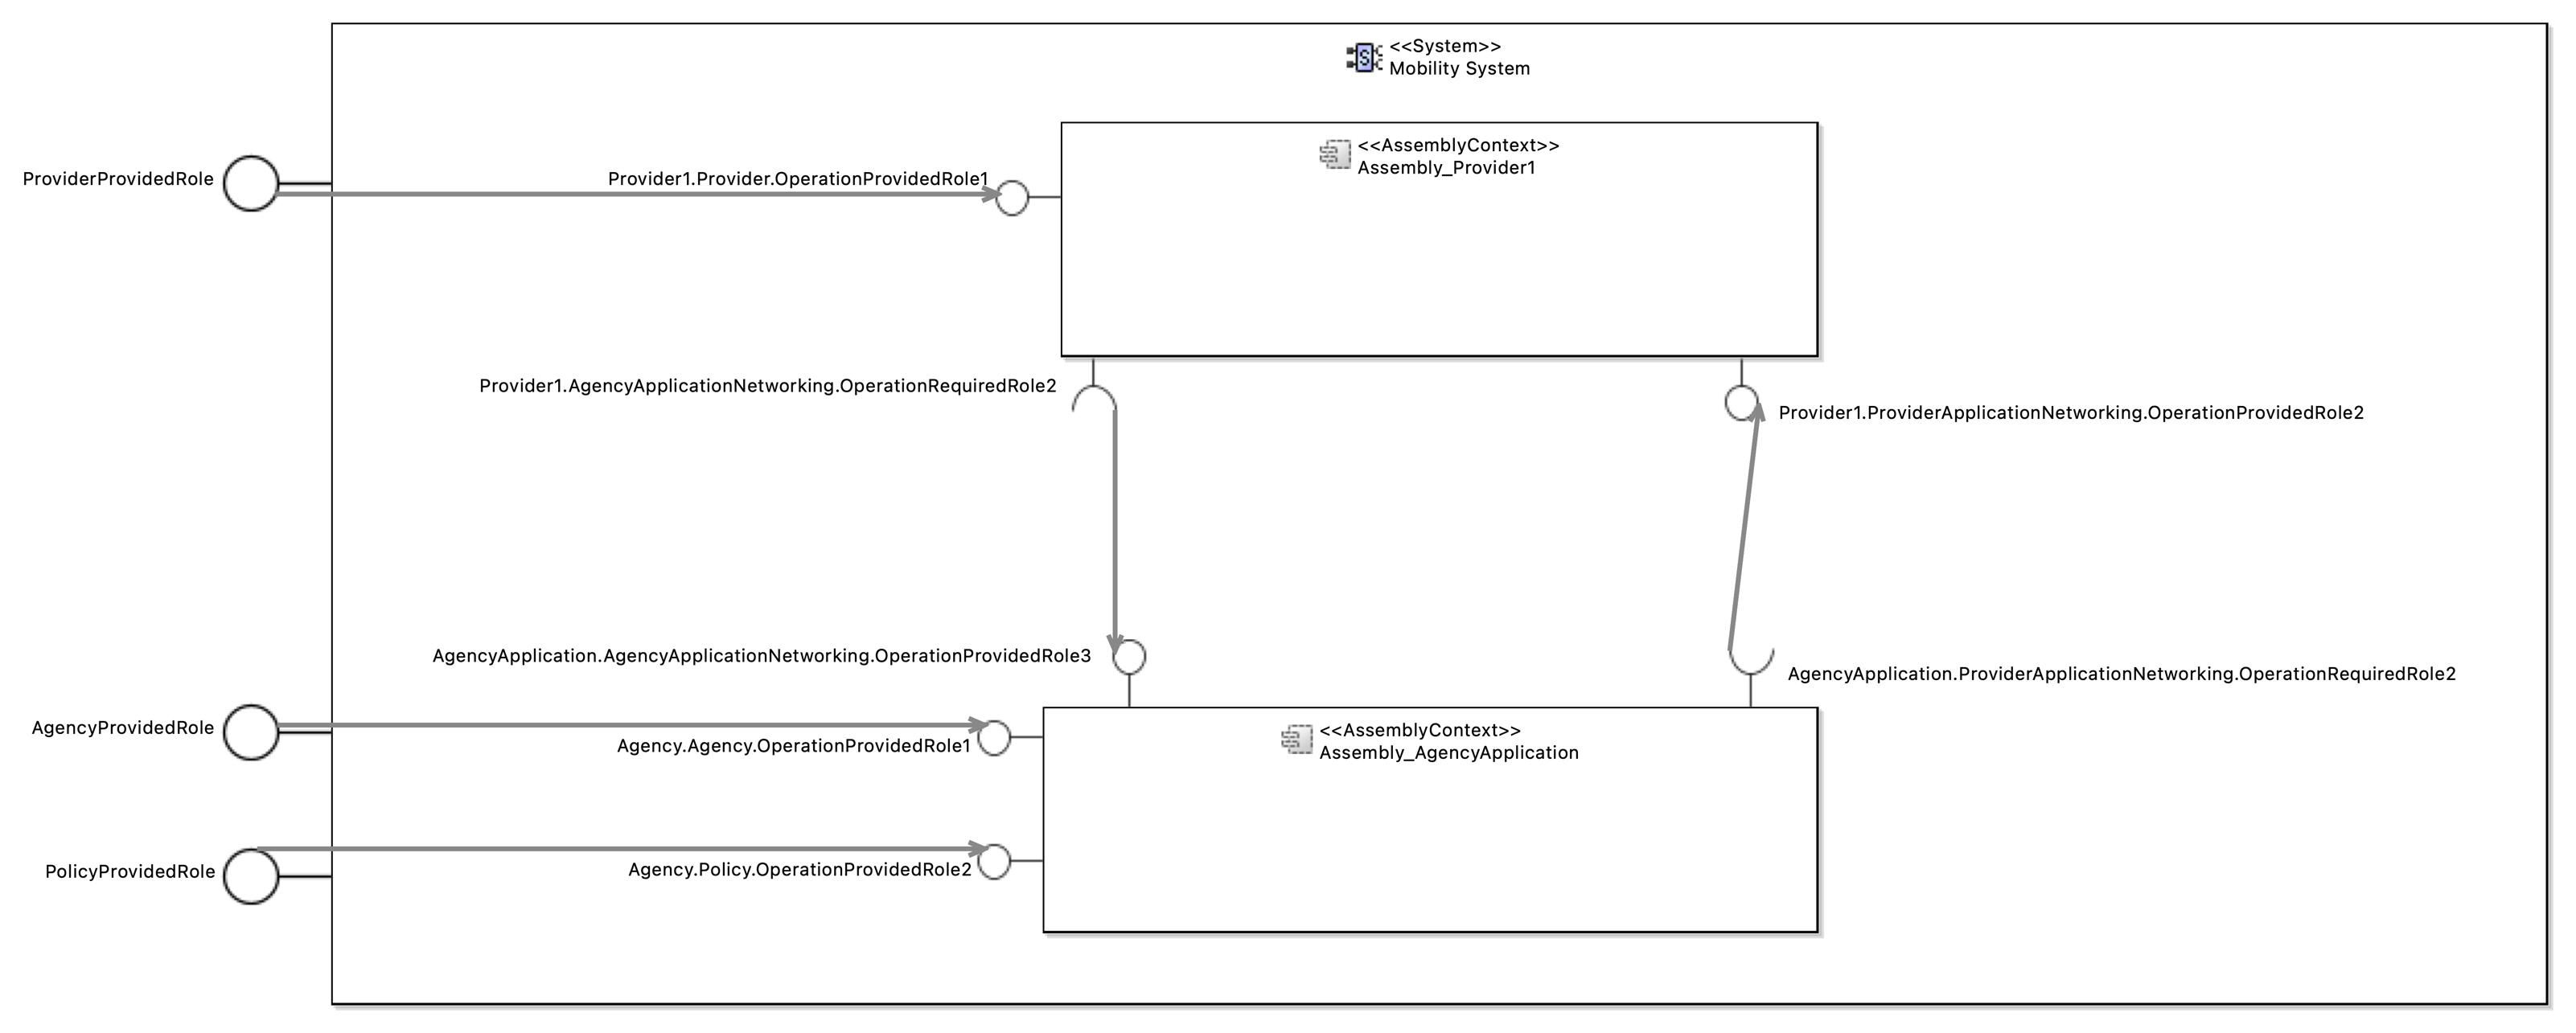 <<System>>
Mobility System
<<AssemblyContext>>
Assembly_Provider1
ProviderProvidedRole
Provider1.Provider.OperationProvidedRole1
Provider1.AgencyApplicationNetworking.OperationRequiredRole2
Provider1.ProviderApplicationNetworking.OperationProvidedRole2
AgencyApplication.AgencyApplicationNetworking.OperationProvidedRole3
AgencyApplication.ProviderApplicationNetworking.OperationRequiredRole2
AgencyProvidedRole
Agency.Agency.OperationProvidedRole1
<<AssemblyContext>>
Assembly_AgencyApplication
PolicyProvidedRole
Agency.Policy.OperationProvidedRole2